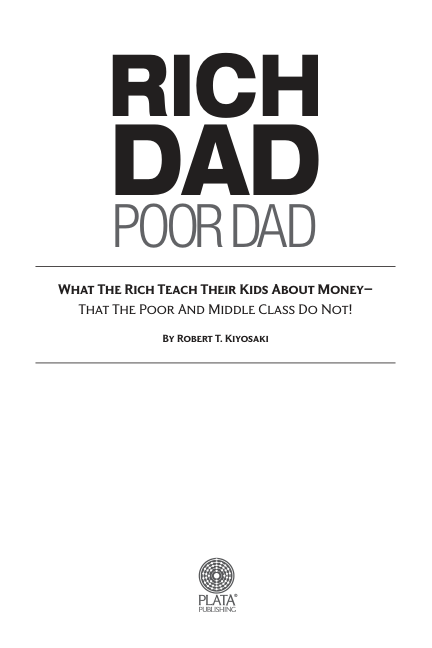 RICH
DAD
POOR DAD
WHAT THE RICH TEACH THEIR KIDS ABOUT MONEY–
THAT THE POOR AND MIDDLE CLASS DO NOT!
BY ROBERT T. KIYOSAKI
PLATA®
PUBLISHING